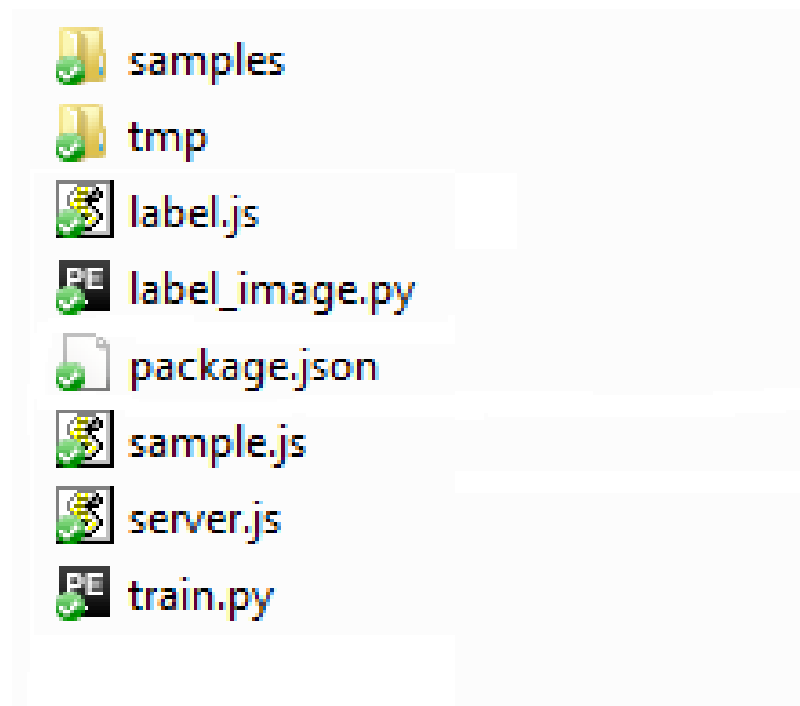 samples
tmp
label.js
label_image.py
package.json
sample.js
server.js
train.py